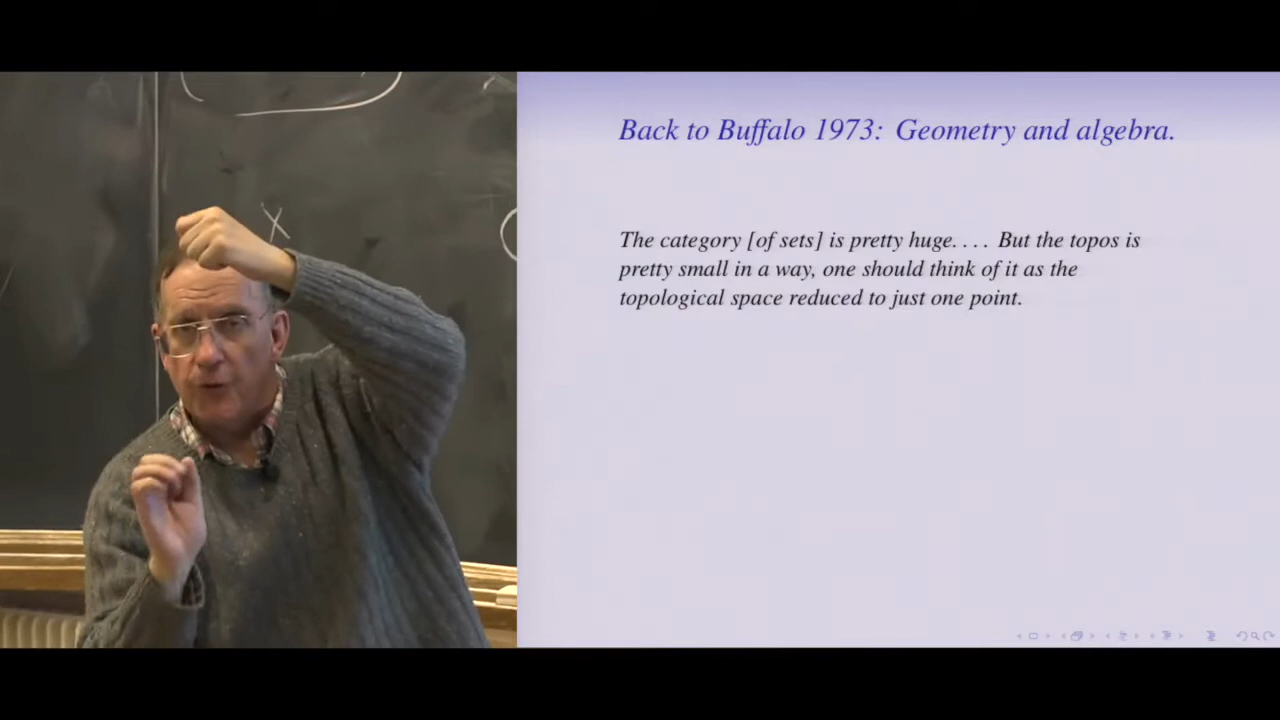 X
Back to Buffalo 1973: Geometry and algebra.
The category [of sets] is pretty huge. . . . But the topos is
pretty small in a way, one should think of it as the
topological space reduced to just one point.